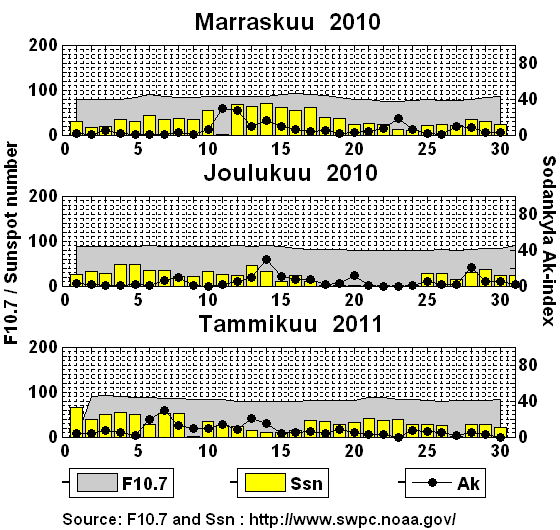 Marraskuu 2010
200
100
0
80
40
0
0 5 10 15 20 25 30
Joulukuu 2010
200
100
0
80
40
0
0 5 10 15 20 25 30
Tammikuu 2011
200
100
0
80
40
0
0 5 10 15 20 25 30
F10.7 / Sunspot number
Sodankyla Ak-index
F10.7 Ssn Ak
Source: F10.7 and Ssn : http://www.swpc.noaa.gov/